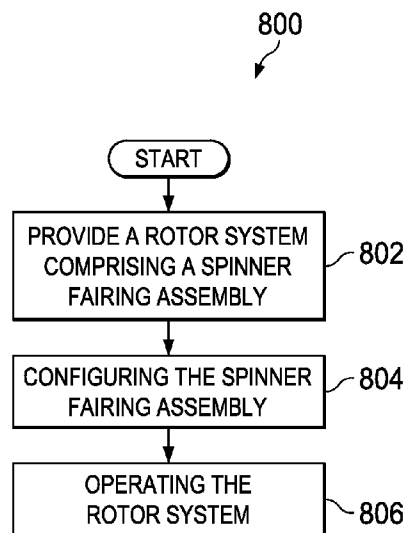 800
START
PROVIDE A ROTOR SYSTEM
COMPRISING A SPINNER
FAIRING ASSEMBLY
802
CONFIGURING THE SPINNER
FAIRING ASSEMBLY
804
OPERATING THE
ROTOR SYSTEM
806